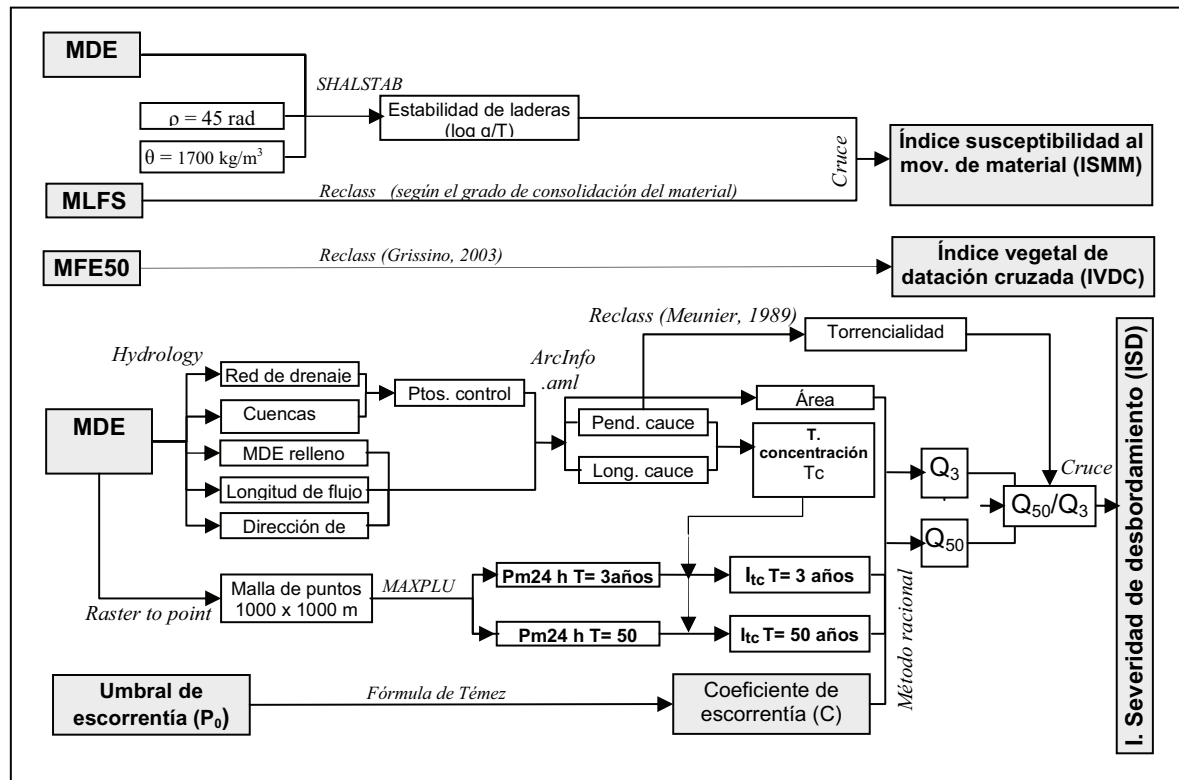 MDE
SHALSTAB
ρ = 45 rad
Estabilidad de laderas
(log q/T)
θ = 1700 kg/m³
Cruce
Índice susceptibilidad al
mov. de material (ISMM)
MLFS
Reclass (según el grado de consolidación del material)
MFE50
Reclass (Grissino, 2003)
Índice vegetal de
datación cruzada (IVDC)
Reclass (Meunier, 1989)
Torrencialidad
Hydrology
ArcInfo
.aml
Red de drenaje
Cuencas
MDE relleno
Longitud de flujo
Dirección de
MDE
Ptos. control
Área
Pend. cauce
Long. cauce
T.
concentración
Tc
Q₃
Q₅₀
Cruce
Q₅₀/Q₃
I. Severidad de desbordamiento (ISD)
Raster to point
Malla de puntos
1000 x 1000 m
MAXPLU
Pm24 h T= 3años
Pm24 h T= 50
Itc T= 3 años
Itc T= 50 años
Método racional
Umbral de
escorrentía (P₀)
Fórmula de Témez
Coeficiente de
escorrentía (C)